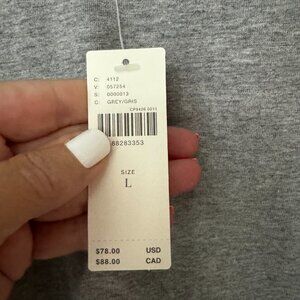 C: 4112
V: 057254
S: 0000013
C: GREY/GRIS
88283353
SIZE
L
$78.00 USD
$88.00 CAD